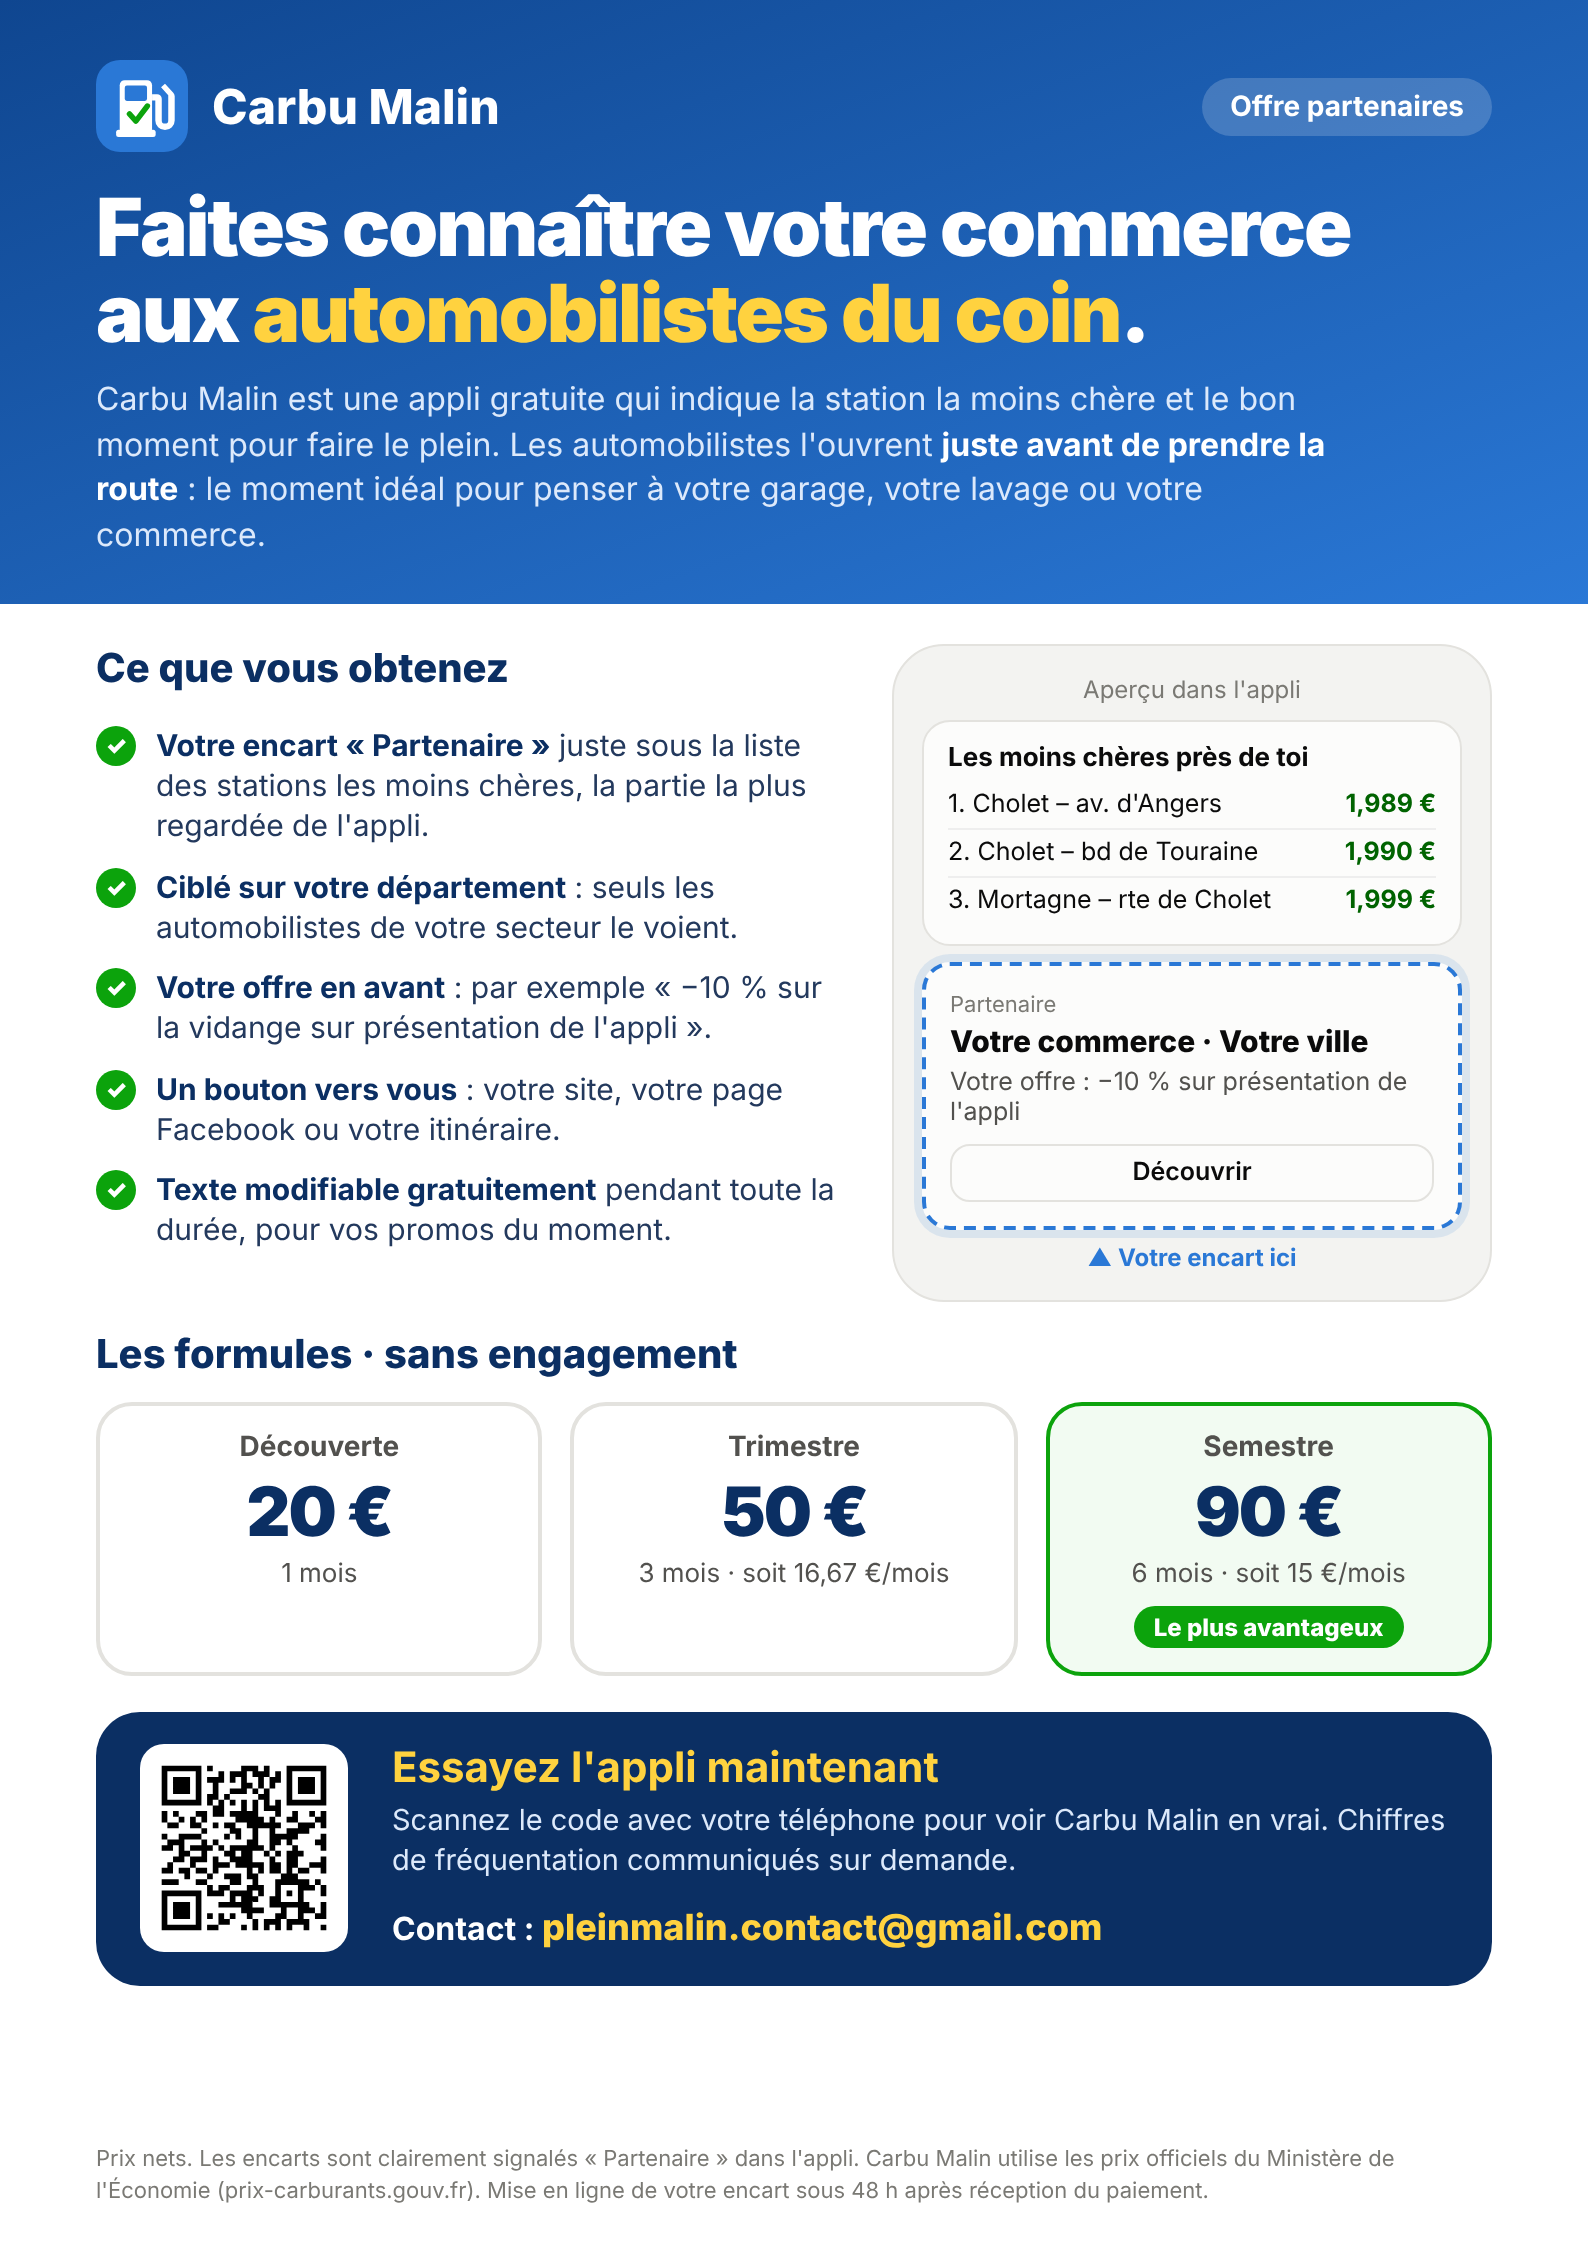 Carbu Malin
Offre partenaires
Faites connaître votre commerce
aux automobilistes du coin.
Carbu Malin est une appli gratuite qui indique la station la moins chère et le bon
moment pour faire le plein. Les automobilistes l'ouvrent juste avant de prendre la
route : le moment idéal pour penser à votre garage, votre lavage ou votre
commerce.
Ce que vous obtenez
Votre encart « Partenaire » juste sous la liste
des stations les moins chères, la partie la plus
regardée de l'appli.
Ciblé sur votre département : seuls les
automobilistes de votre secteur le voient.
Votre offre en avant : par exemple « −10 % sur
la vidange sur présentation de l'appli ».
Un bouton vers vous : votre site, votre page
Facebook ou votre itinéraire.
Texte modifiable gratuitement pendant toute la
durée, pour vos promos du moment.
Aperçu dans l'appli
Les moins chères près de toi
1. Cholet – av. d'Angers 1,989 €
2. Cholet – bd de Touraine 1,990 €
3. Mortagne – rte de Cholet 1,999 €
Partenaire
Votre commerce · Votre ville
Votre offre : −10 % sur présentation de
l'appli
Découvrir
▲ Votre encart ici
Les formules · sans engagement
Découverte
20 €
1 mois
Trimestre
50 €
3 mois · soit 16,67 €/mois
Semestre
90 €
6 mois · soit 15 €/mois
Le plus avantageux
Essayez l'appli maintenant
Scannez le code avec votre téléphone pour voir Carbu Malin en vrai. Chiffres
de fréquentation communiqués sur demande.
Contact : pleinmalin.contact@gmail.com
Prix nets. Les encarts sont clairement signalés « Partenaire » dans l'appli. Carbu Malin utilise les prix officiels du Ministère de
l'Économie (prix-carburants.gouv.fr). Mise en ligne de votre encart sous 48 h après réception du paiement.